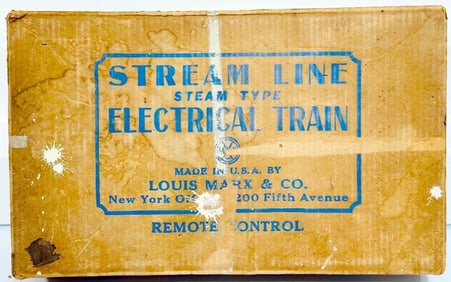 STREAM LINE
STEAM TYPE
ELECTRICAL TRAIN
MADE IN U.S.A. BY
LOUIS MARX & CO.
New York 200 Fifth Avenue
REMOTE CONTROL